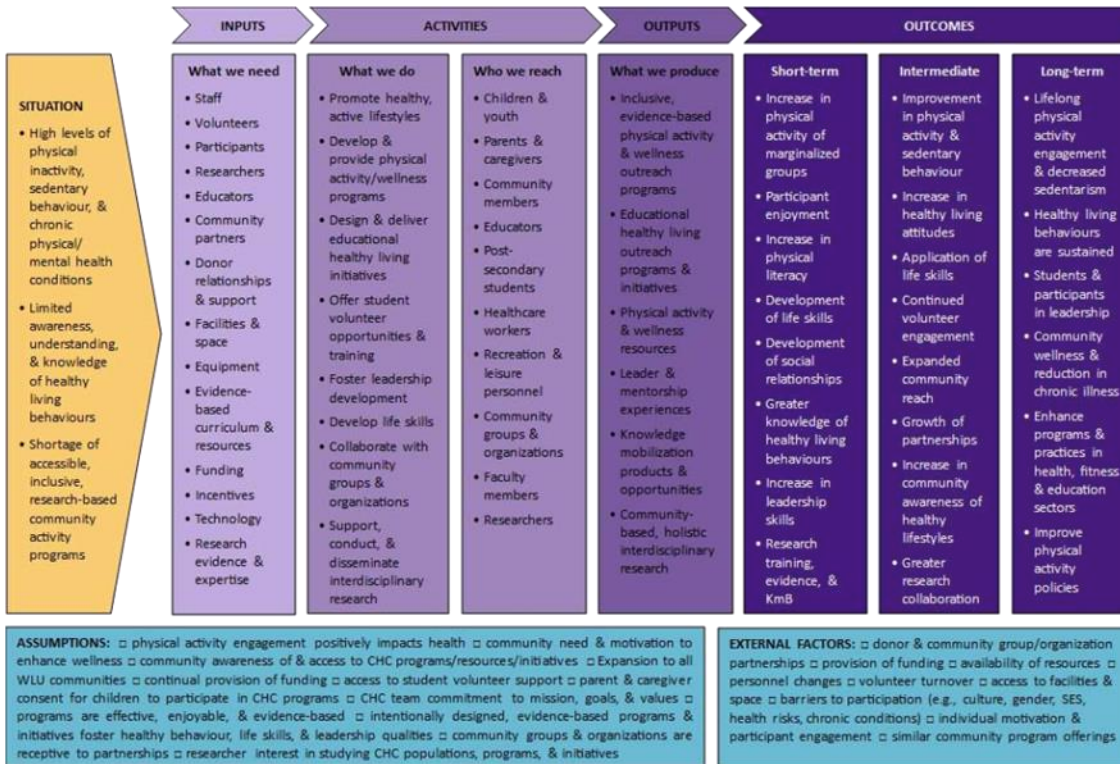 INPUTS
ACTIVITIES
OUTPUTS
OUTCOMES
SITUATION
• High levels of
physical
inactivity,
sedentary
behaviour, &
chronic
physical/
mental health
conditions
• Limited
awareness,
understanding,
& knowledge
of healthy
living
behaviours
• Shortage of
accessible,
inclusive,
research-based
community
activity
programs
What we need
• Staff
• Volunteers
• Participants
• Researchers
• Educators
• Community
partners
• Donor
relationships
& support
• Facilities &
space
• Equipment
• Evidence-
based
curriculum &
resources
• Funding
• Incentives
• Technology
• Research
evidence &
expertise
What we do
• Promote healthy,
active lifestyles
• Develop &
provide physical
activity/wellness
programs
• Design & deliver
educational
healthy living
initiatives
• Offer student
volunteer
opportunities &
training
• Foster leadership
development
• Develop life skills
• Collaborate with
community
groups &
organizations
• Support,
conduct, &
disseminate
interdisciplinary
research
Who we reach
• Children &
youth
• Parents &
caregivers
• Community
members
• Educators
• Post-
secondary
students
• Healthcare
workers
• Recreation &
leisure
personnel
• Community
groups &
organizations
• Faculty
members
• Researchers
What we produce
• Inclusive,
evidence-based
physical activity
& wellness
outreach
programs
• Educational
healthy living
outreach
programs &
initiatives
• Physical activity
& wellness
resources
• Leader &
mentorship
experiences
• Knowledge
mobilization
products &
opportunities
• Community-
based, holistic
interdisciplinary
research
Short-term
• Increase in
physical
activity of
marginalized
groups
• Participant
enjoyment
• Increase in
physical
literacy
• Development
of life skills
• Development
of social
relationships
• Greater
knowledge of
healthy living
behaviours
• Increase in
leadership
skills
• Research
training,
evidence, &
KmB
Intermediate
• Improvement
in physical
activity &
sedentary
behaviour
• Increase in
healthy living
attitudes
• Application of
life skills
• Continued
volunteer
engagement
• Expanded
community
reach
• Growth of
partnerships
• Increase in
community
awareness of
healthy
lifestyles
• Greater
research
collaboration
Long-term
• Lifelong
physical
activity
engagement
& decreased
sedentarism
• Healthy living
behaviours
are sustained
• Students &
participants
in leadership
• Community
wellness &
reduction in
chronic illness
• Enhance
programs &
practices in
health, fitness
& education
sectors
• Improve
physical
activity
policies
ASSUMPTIONS: □ physical activity engagement positively impacts health □ community need & motivation to
enhance wellness □ community awareness of & access to CHC programs/resources/initiatives □ Expansion to all
WLU communities □ continual provision of funding □ access to student volunteer support □ parent & caregiver
consent for children to participate in CHC programs □ CHC team commitment to mission, goals, & values □
programs are effective, enjoyable, & evidence-based □ intentionally designed, evidence-based programs &
initiatives foster healthy behaviour, life skills, & leadership qualities □ community groups & organizations are
receptive to partnerships □ researcher interest in studying CHC populations, programs, & initiatives
EXTERNAL FACTORS: □ donor & community group/organization
partnerships □ provision of funding □ availability of resources □
personnel changes □ volunteer turnover □ access to facilities &
space □ barriers to participation (e.g., culture, gender, SES,
health risks, chronic conditions) □ individual motivation &
participant engagement □ similar community program offerings